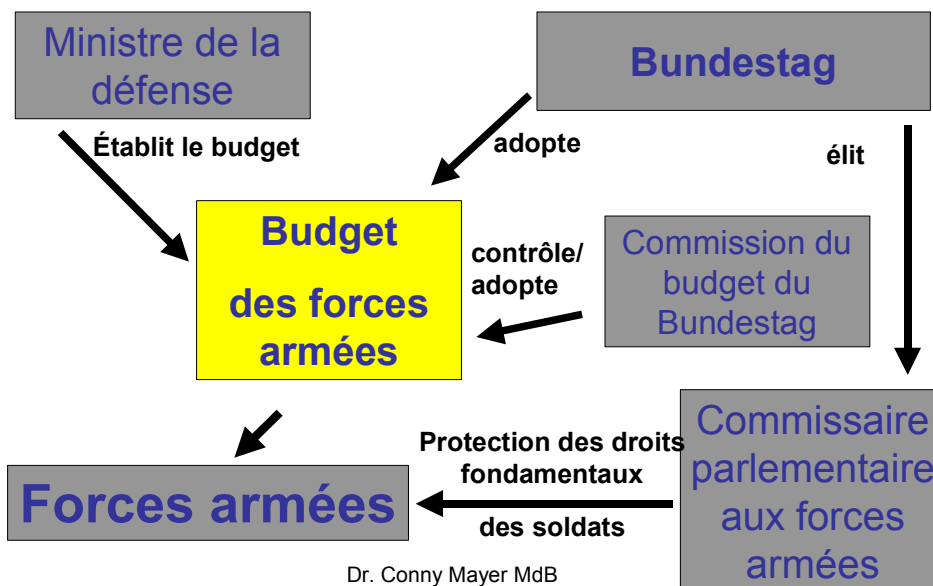 Ministre de la
défense
Bundestag
Établit le budget
adopte
élit
Budget
des forces
armées
contrôle/
adopte
Commission du
budget du
Bundestag
Forces armées
Protection des droits
fondamentaux
des soldats
Commissaire
parlementaire
aux forces
armées
Dr. Conny Mayer MdB